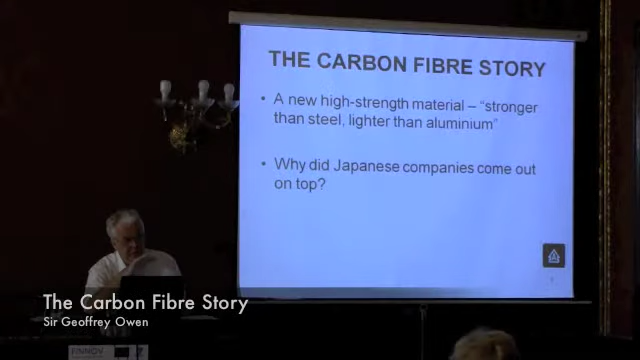 THE CARBON FIBRE STORY
• A new high-strength material – “stronger
than steel, lighter than aluminium”
• Why did Japanese companies come out
on top?
The Carbon Fibre Story
Sir Geoffrey Owen
FINNOV